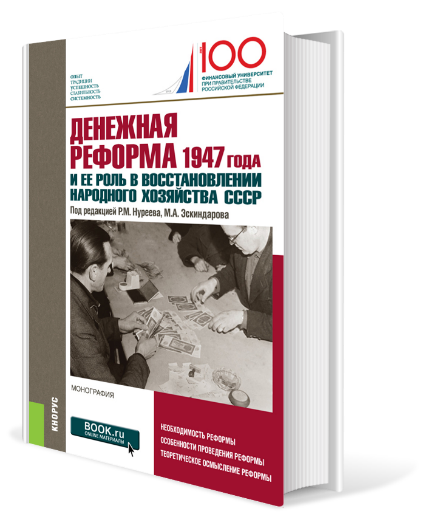 100
ФИНАНСОВЫЙ УНИВЕРСИТЕТ
ПРИ ПРАВИТЕЛЬСТВЕ
РОССИЙСКОЙ ФЕДЕРАЦИИ
ОПЫТ
ТРАДИЦИИ
УСПЕШНОСТЬ
СТАБИЛЬНОСТЬ
СИСТЕМНОСТЬ
ДЕНЕЖНАЯ
РЕФОРМА 1947 ГОДА
И ЕЕ РОЛЬ В ВОССТАНОВЛЕНИИ
НАРОДНОГО ХОЗЯЙСТВА СССР
Под редакцией Р.М. Нуреева, М.А. Эскиндарова
МОНОГРАФИЯ
BOOK.ru
ONLINE МАТЕРИАЛЫ
НЕОБХОДИМОСТЬ РЕФОРМЫ
ОСОБЕННОСТИ ПРОВЕДЕНИЯ РЕФОРМЫ
ТЕОРЕТИЧЕСКОЕ ОСМЫСЛЕНИЕ РЕФОРМЫ
КНОРУС